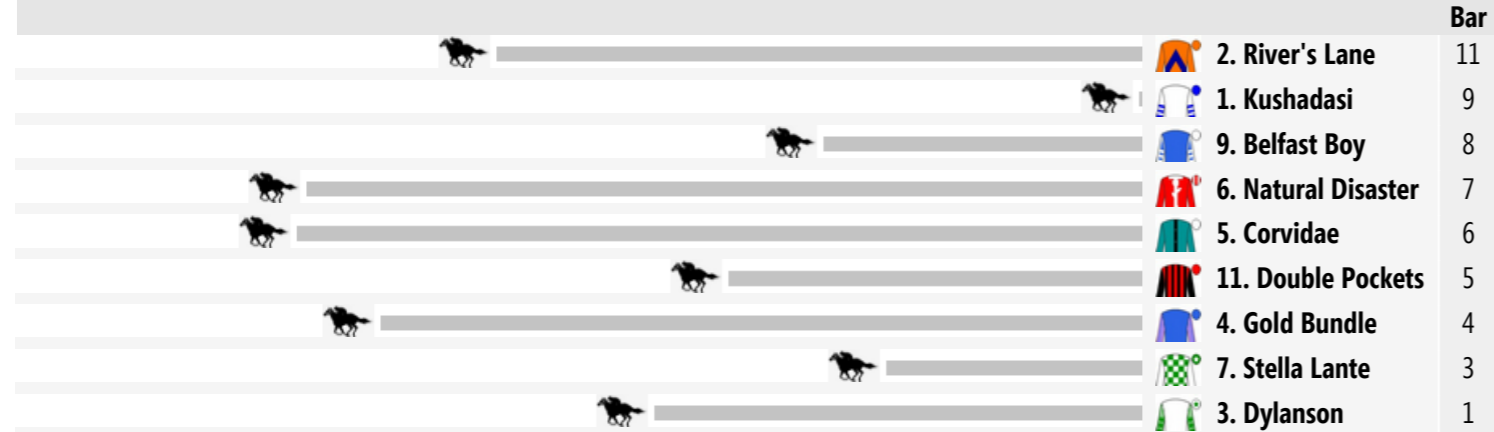 Bar
2. River's Lane 11
1. Kushadasi 9
9. Belfast Boy 8
6. Natural Disaster 7
5. Corvidae 6
11. Double Pockets 5
4. Gold Bundle 4
7. Stella Lante 3
3. Dylanson 1